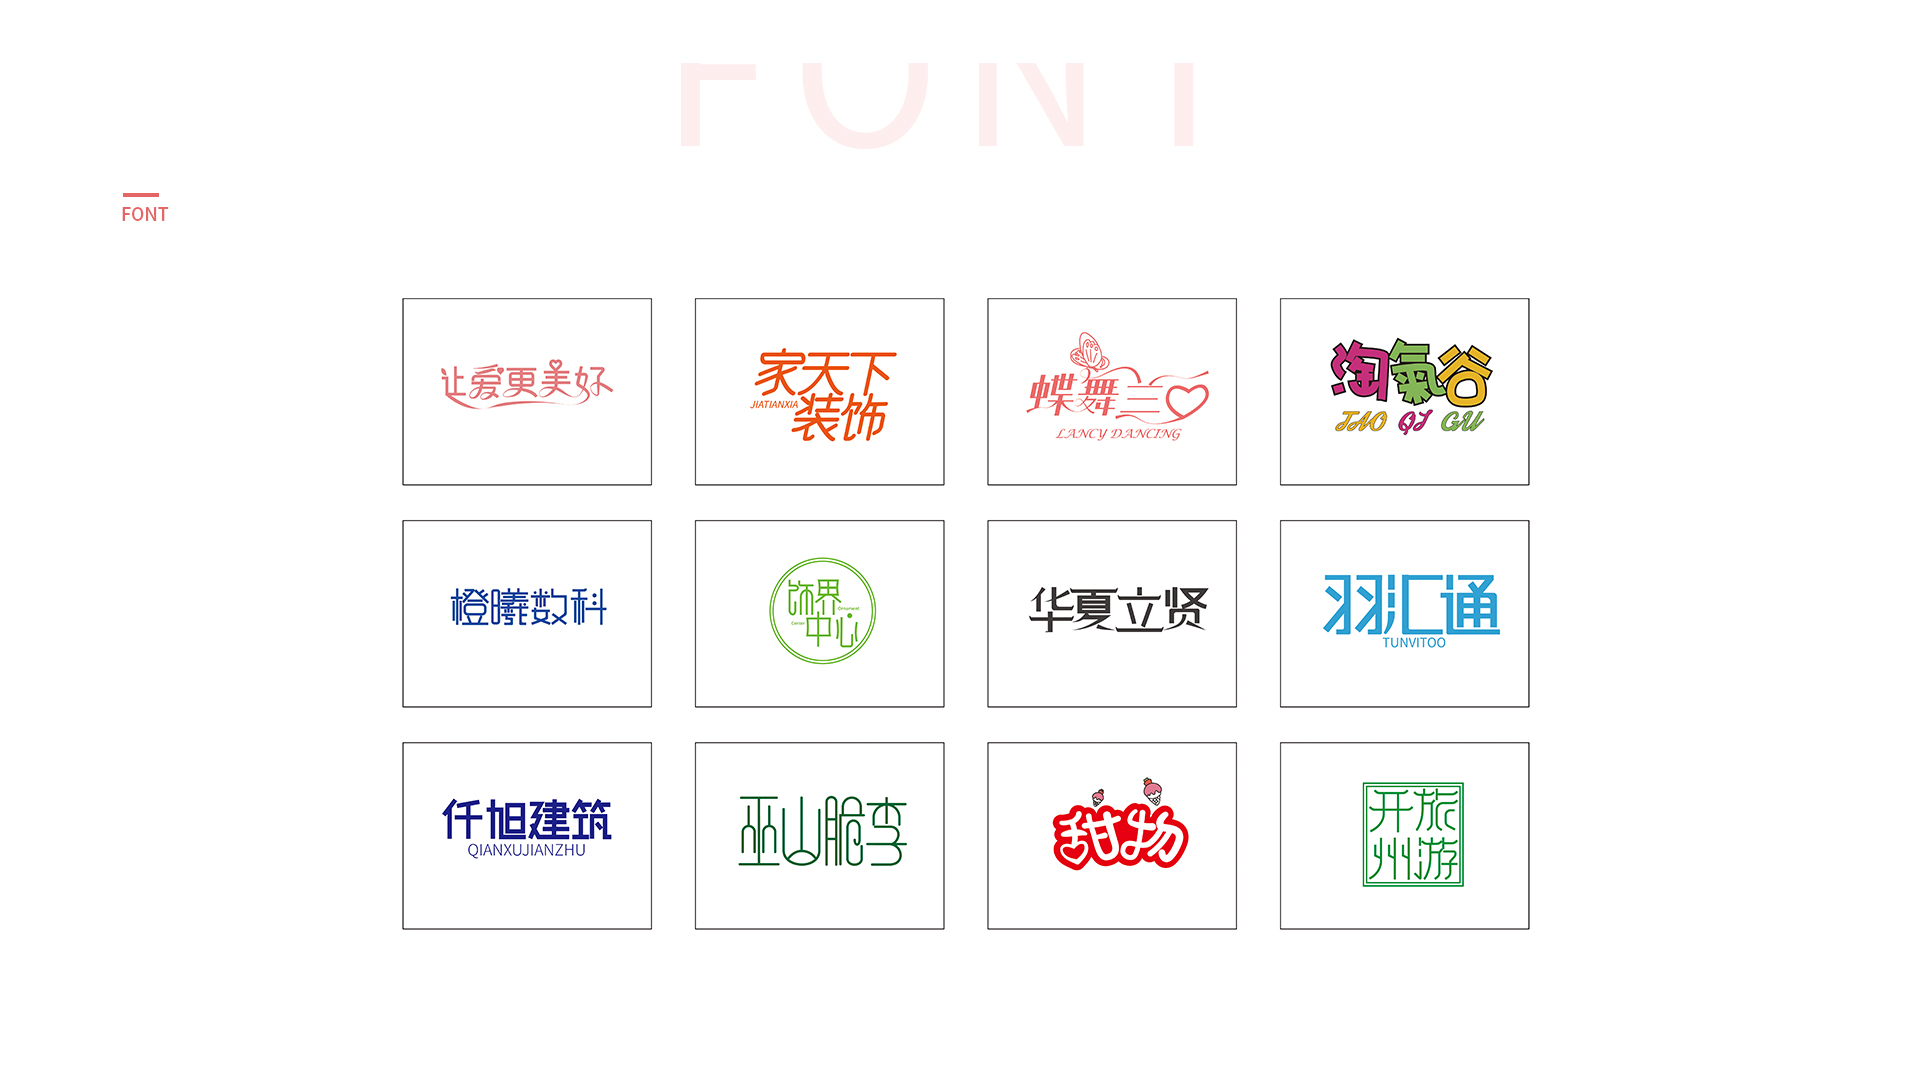 FONT
FONT
让爱更美好
家天下
JIATIANXIA
装饰
蝶舞兰心
LANCY DANCING
淘氣谷
TAO QI GU
橙曦数科
饰界
Ornament
Center
中心
华夏立贤
羽汇通
TUNVITOO
仟旭建筑
QIANXUJIANZHU
巫山脆李
甜物
开旅
州游